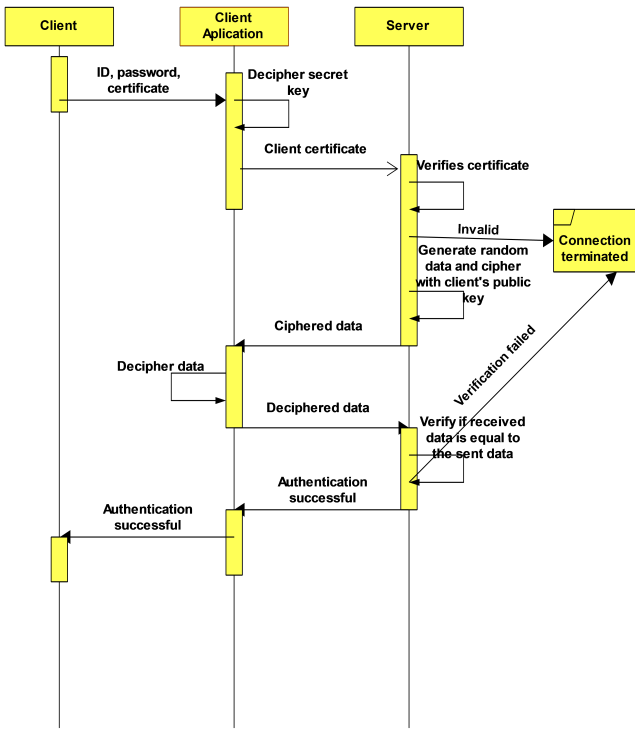 Client
Client
Aplication
Server
ID, password,
certificate
Decipher secret
key
Client certificate
Verifies certificate
Invalid
Connection
terminated
Generate random
data and cipher
with client's public
key
Ciphered data
Decipher data
Verification failed
Deciphered data
Verify if received
data is equal to
the sent data
Authentication
successful
Authentication
successful